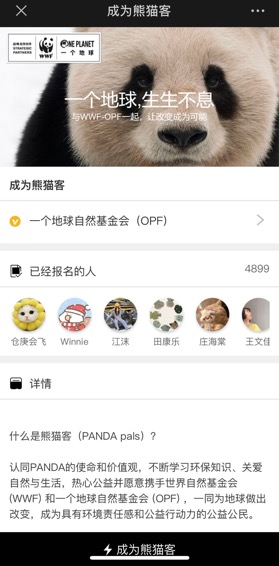 成为熊猫客
战略合作伙伴
STRATEGIC
PARTNERS
WWF
ONE PLANET
一个地球
一个地球,生生不息
与WWF-OPF一起，让改变成为可能
成为熊猫客
一个地球自然基金会（OPF）
已经报名的人
4899
仓庚会飞
Winnie
江沫
田康乐
庄海棠
王文佳
详情
什么是熊猫客（PANDA pals）?
认同PANDA的使命和价值观，不断学习环保知识、关爱
自然与生活，热心公益并愿意携手世界自然基金会
(WWF) 和一个地球自然基金会 (OPF) ，一同为地球做出
改变，成为具有环境责任感和公益行动力的公益公民。
成为熊猫客